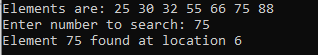 Elements are: 25 30 32 55 66 75 88
Enter number to search: 75
Element 75 found at location 6